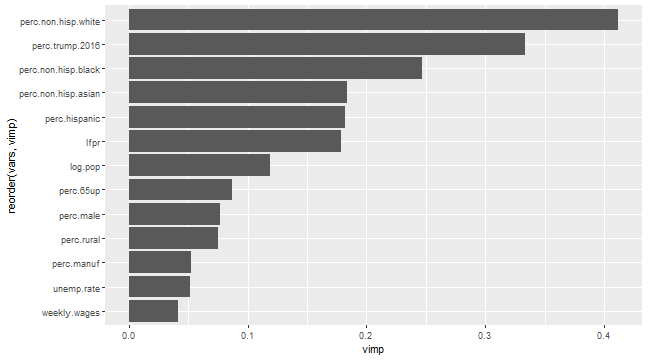 perc.non.hisp.white
perc.trump.2016
perc.non.hisp.black
perc.non.hisp.asian
perc.hispanic
lfpr
log.pop
perc.65up
perc.male
perc.rural
perc.manuf
unemp.rate
weekly.wages
reorder(vars, vimp)
0.0 0.1 0.2 0.3 0.4
vimp